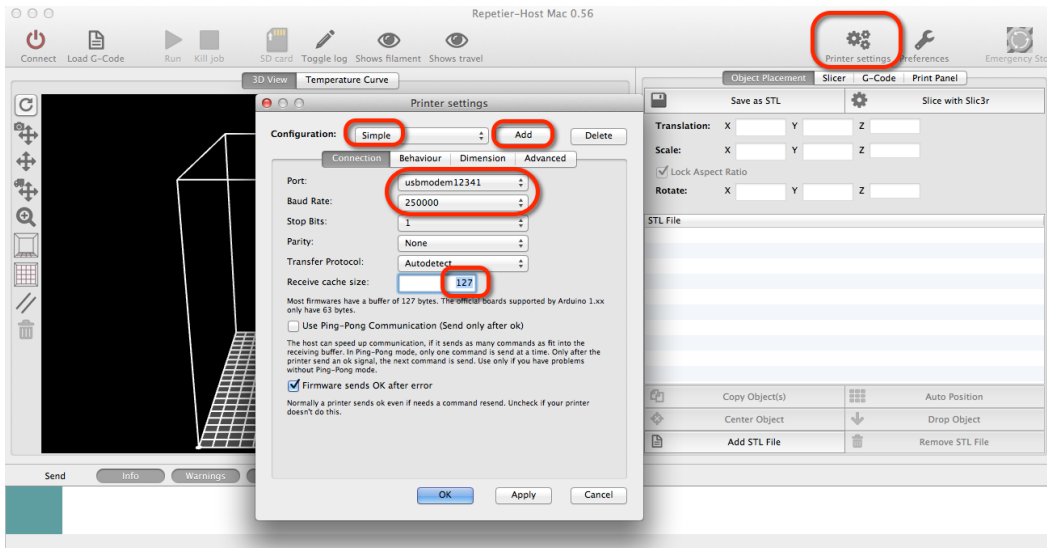 Repetier-Host Mac 0.56
Connect Load G-Code Run Kill job SD card Toggle log Shows filament Shows travel Printer settings Preferences Emergency Sto
3D View Temperature Curve
Object Placement Slicer G-Code Print Panel
Save as STL Slice with Slic3r
Translation: X Y Z
Scale: X Y Z
Lock Aspect Ratio
Rotate: X Y Z
STL File
Copy Object(s) Auto Position
Center Object Drop Object
Add STL File Remove STL File
Printer settings
Configuration: Simple Add Delete
Connection Behaviour Dimension Advanced
Port: usbmodem12341
Baud Rate: 250000
Stop Bits: 1
Parity: None
Transfer Protocol: Autodetect
Receive cache size: 127
Most firmwares have a buffer of 127 bytes. The official boards supported by Arduino 1.xx
only have 63 bytes.
Use Ping-Pong Communication (Send only after ok)
The host can speed up communication, if it sends as many commands as fit into the
receiving buffer. In Ping-Pong mode, only one command is send at a time. Only after the
printer send an ok signal, the next command is send. Use only if you have problems
without Ping-Pong mode.
Firmware sends OK after error
Normally a printer sends ok even if needs a command resend. Uncheck if your printer
doesn't do this.
OK Apply Cancel
Send Info Warnings